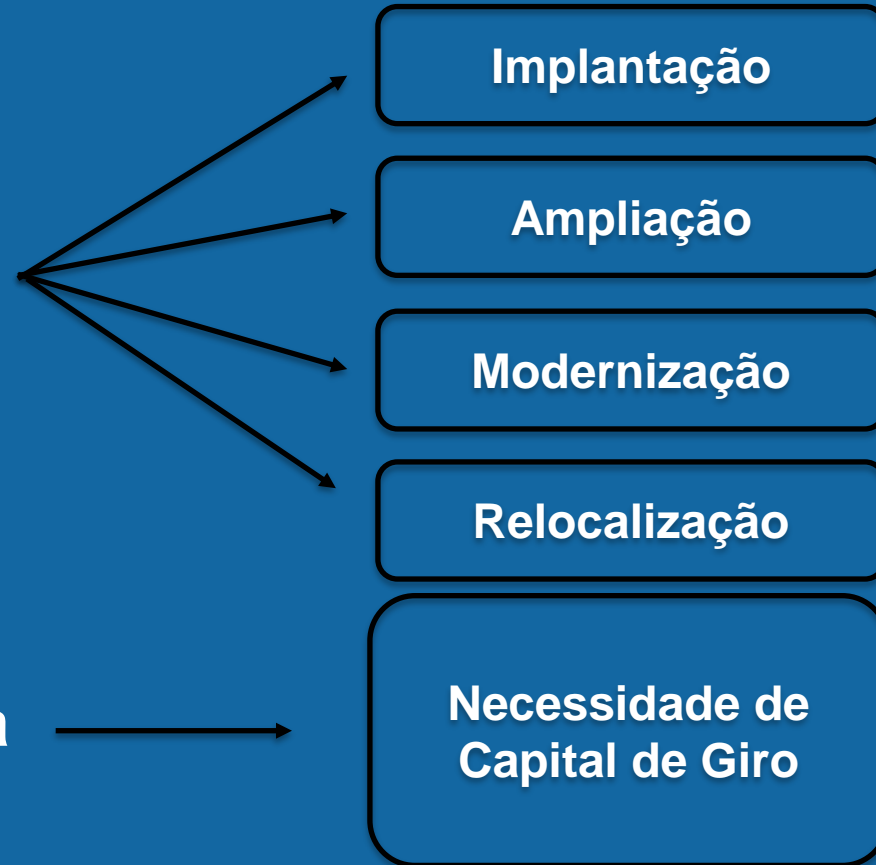 Implantação
Ampliação
Modernização
Relocalização
a
Necessidade de
Capital de Giro